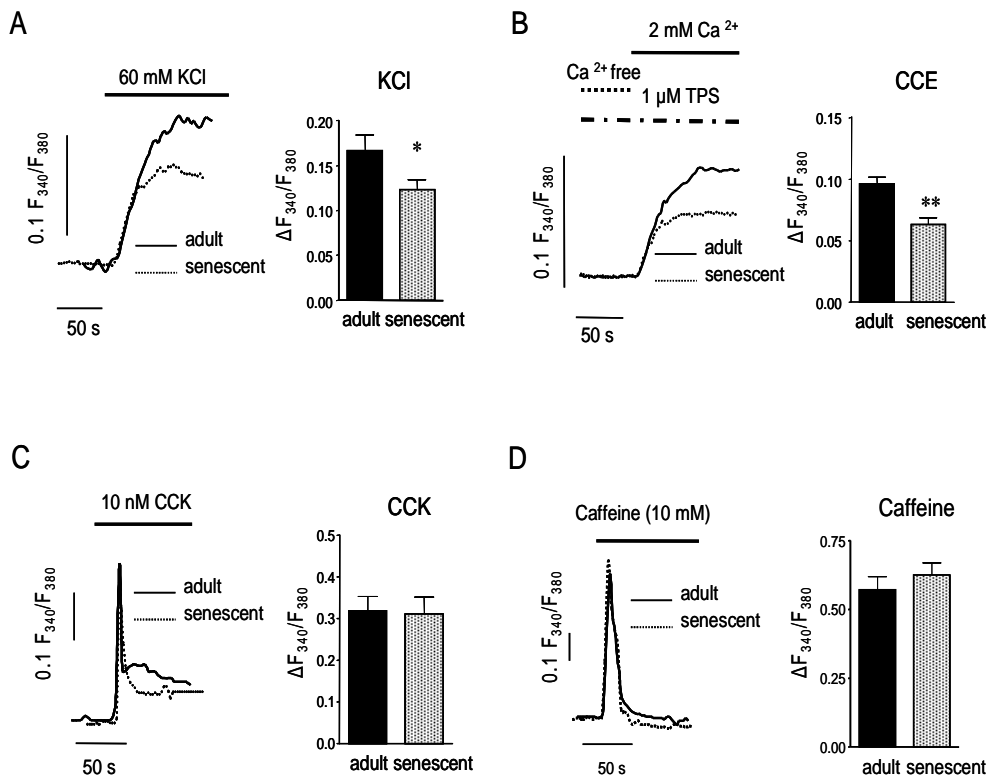 A
60 mM KCl
0.1 F340/F380
adult
senescent
50 s
KCl
ΔF340/F380
0.20
0.15
0.10
0.05
0.00
*
adult senescent
B
2 mM Ca 2+
Ca 2+ free
1 µM TPS
0.1 F340/F380
adult
senescent
50 s
CCE
ΔF340/F380
0.15
0.10
0.05
0.00
**
adult senescent
C
10 nM CCK
0.1 F340/F380
adult
senescent
50 s
CCK
ΔF340/F380
0.5
0.4
0.3
0.2
0.1
0.0
adult senescent
D
Caffeine (10 mM)
0.1 F340/F380
adult
senescent
50 s
Caffeine
ΔF340/F380
0.75
0.50
0.25
0.00
adult senescent